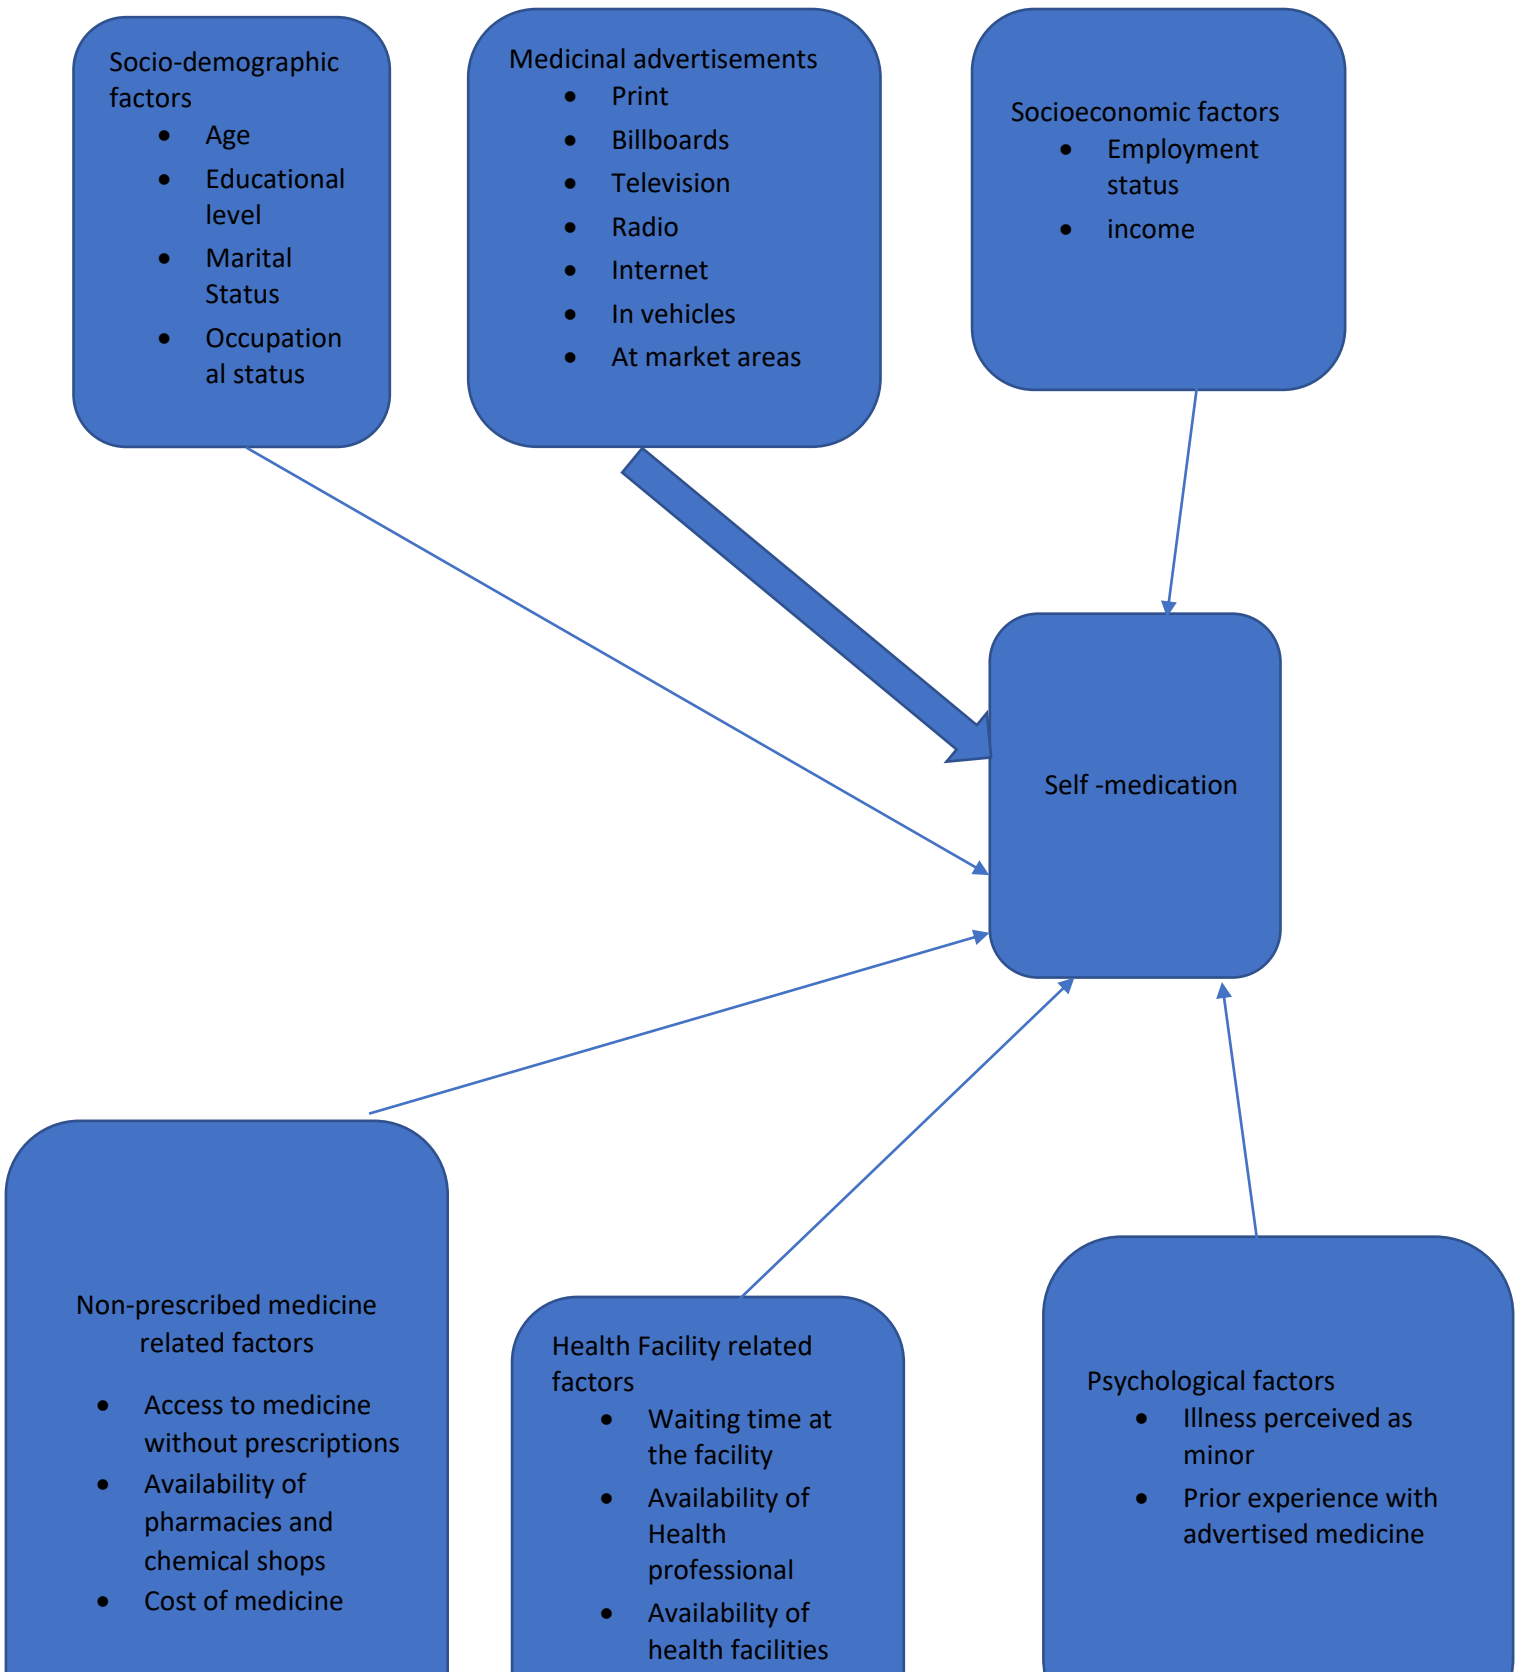 Socio-demographic
factors
• Age
• Educational
level
• Marital
Status
• Occupation
al status
Medicinal advertisements
• Print
• Billboards
• Television
• Radio
• Internet
• In vehicles
• At market areas
Socioeconomic factors
• Employment
status
• income
Self -medication
Non-prescribed medicine
related factors
• Access to medicine
without prescriptions
• Availability of
pharmacies and
chemical shops
• Cost of medicine
Health Facility related
factors
• Waiting time at
the facility
• Availability of
Health
professional
• Availability of
health facilities
Psychological factors
• Illness perceived as
minor
• Prior experience with
advertised medicine